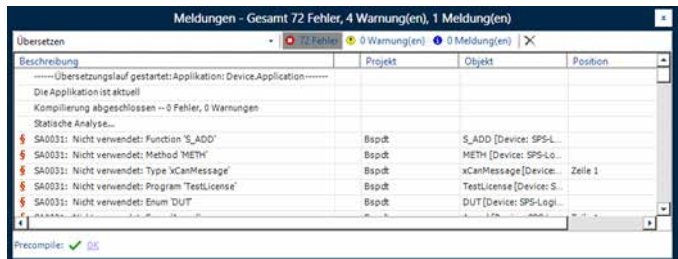 Meldungen - Gesamt 72 Fehler, 4 Warnung(en), 1 Meldung(en)
Übersetzen 72 Fehler 0 Warnung(en) 0 Meldung(en)
Beschreibung Projekt Objekt Position
------Übersetzungslauf gestartet: Applikation: Device.Application-------
Die Applikation ist aktuell
Kompilierung abgeschlossen -- 0 Fehler, 0 Warnungen
Statische Analyse...
SA0031: Nicht verwendet: Function 'S_ADD' Bspdt S_ADD [Device: SPS-L...
SA0031: Nicht verwendet: Method 'METH' Bspdt METH [Device: SPS-Lo...
SA0031: Nicht verwendet: Type 'xCanMessage' Bspdt xCanMessage [Device:... Zeile 1
SA0031: Nicht verwendet: Program 'TestLicense' Bspdt TestLicense [Device: S...
SA0031: Nicht verwendet: Enum 'DUT' Bspdt DUT [Device: SPS-Logi...
Precompile: OK